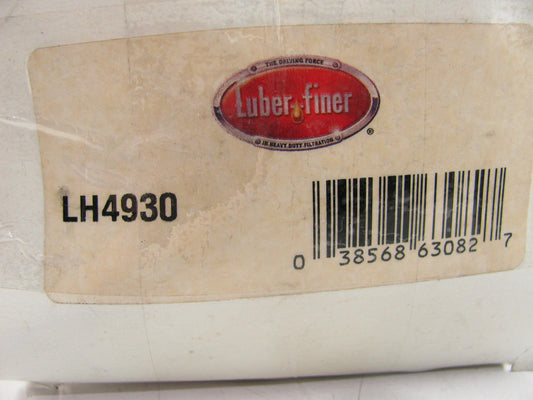 THE DRIVING FORCE
Luber-finer
IN HEAVY DUTY FILTRATION
®
LH4930
0 38568 63082 7